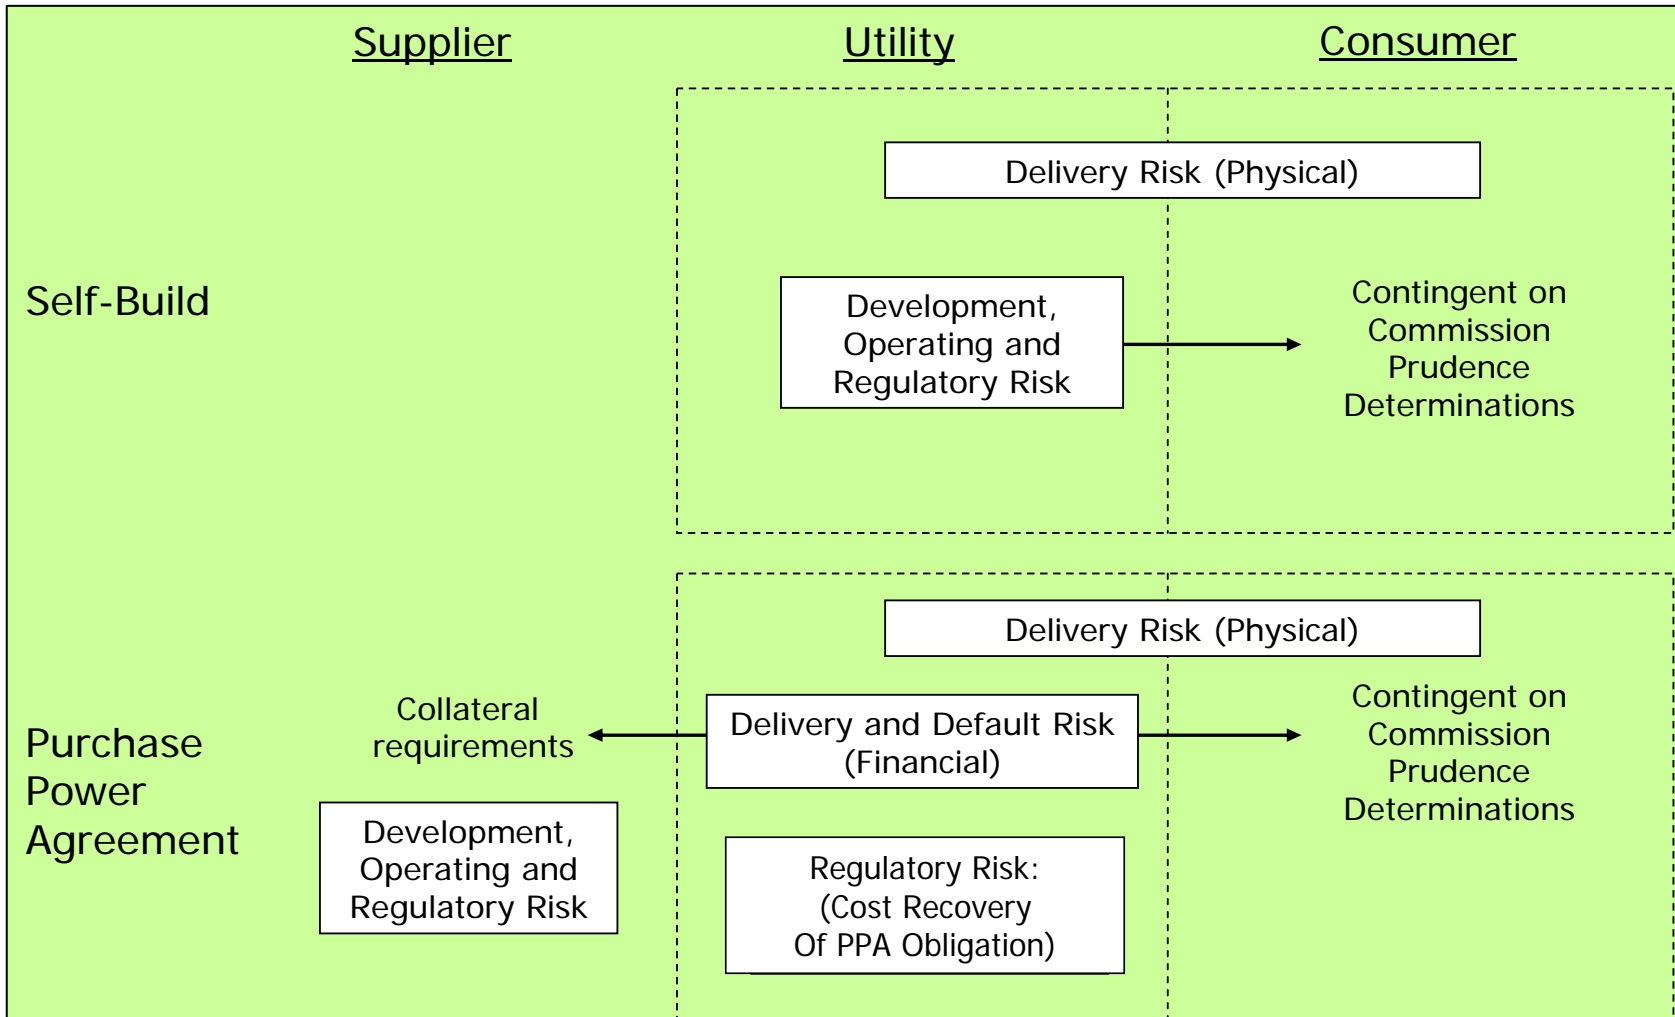 Supplier
Utility
Consumer
Self-Build
Delivery Risk (Physical)
Development,
Operating and
Regulatory Risk
Contingent on
Commission
Prudence
Determinations
Purchase
Power
Agreement
Delivery Risk (Physical)
Collateral
requirements
Delivery and Default Risk
(Financial)
Contingent on
Commission
Prudence
Determinations
Development,
Operating and
Regulatory Risk
Regulatory Risk:
(Cost Recovery
Of PPA Obligation)